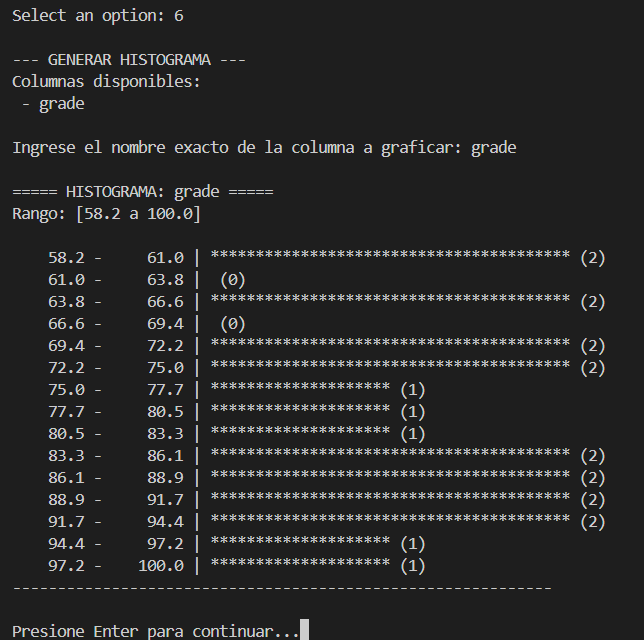 Select an option: 6
--- GENERAR HISTOGRAMA ---
Columnas disponibles:
 - grade
Ingrese el nombre exacto de la columna a graficar: grade
===== HISTOGRAMA: grade =====
Rango: [58.2 a 100.0]
    58.2 -     61.0 | **************************************** (2)
    61.0 -     63.8 |  (0)
    63.8 -     66.6 | **************************************** (2)
    66.6 -     69.4 |  (0)
    69.4 -     72.2 | **************************************** (2)
    72.2 -     75.0 | **************************************** (2)
    75.0 -     77.7 | ******************** (1)
    77.7 -     80.5 | ******************** (1)
    80.5 -     83.3 | ******************** (1)
    83.3 -     86.1 | **************************************** (2)
    86.1 -     88.9 | **************************************** (2)
    88.9 -     91.7 | **************************************** (2)
    91.7 -     94.4 | **************************************** (2)
    94.4 -     97.2 | ******************** (1)
    97.2 -    100.0 | ******************** (1)
------------------------------------------------------------
Presione Enter para continuar...